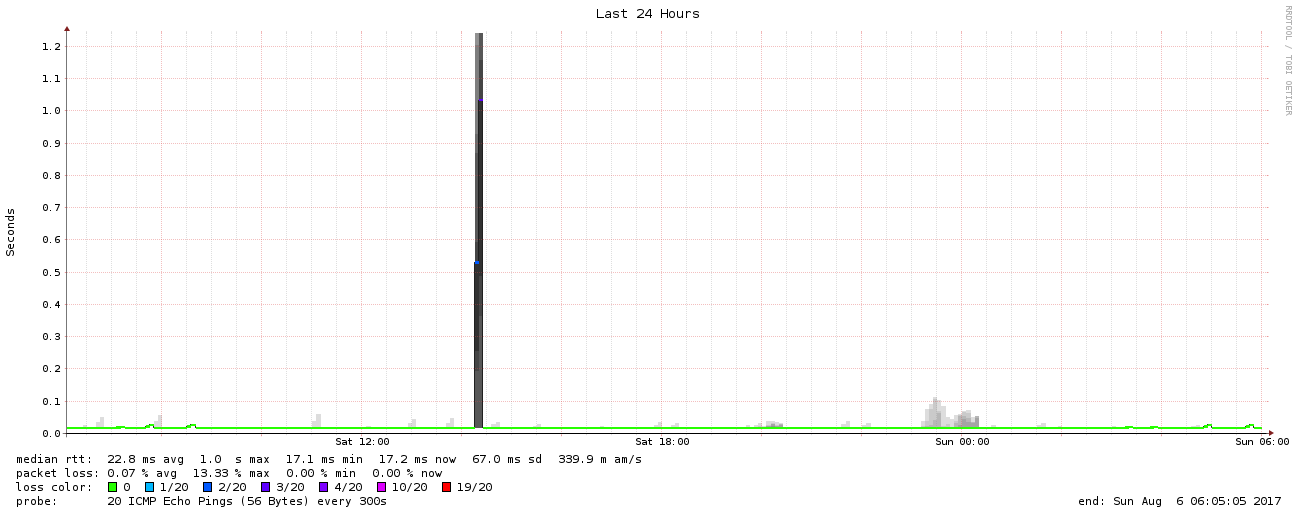 Last 24 Hours
RRDTOOL / TOBI OETIKER
Seconds
1.2
1.1
1.0
0.9
0.8
0.7
0.6
0.5
0.4
0.3
0.2
0.1
0.0
Sat 12:00 Sat 18:00 Sun 00:00 Sun 06:00
median rtt: 22.8 ms avg 1.0 s max 17.1 ms min 17.2 ms now 67.0 ms sd 339.9 m am/s
packet loss: 0.07 % avg 13.33 % max 0.00 % min 0.00 % now
loss color: 0 1/20 2/20 3/20 4/20 10/20 19/20
probe: 20 ICMP Echo Pings (56 Bytes) every 300s end: Sun Aug 6 06:05:05 2017